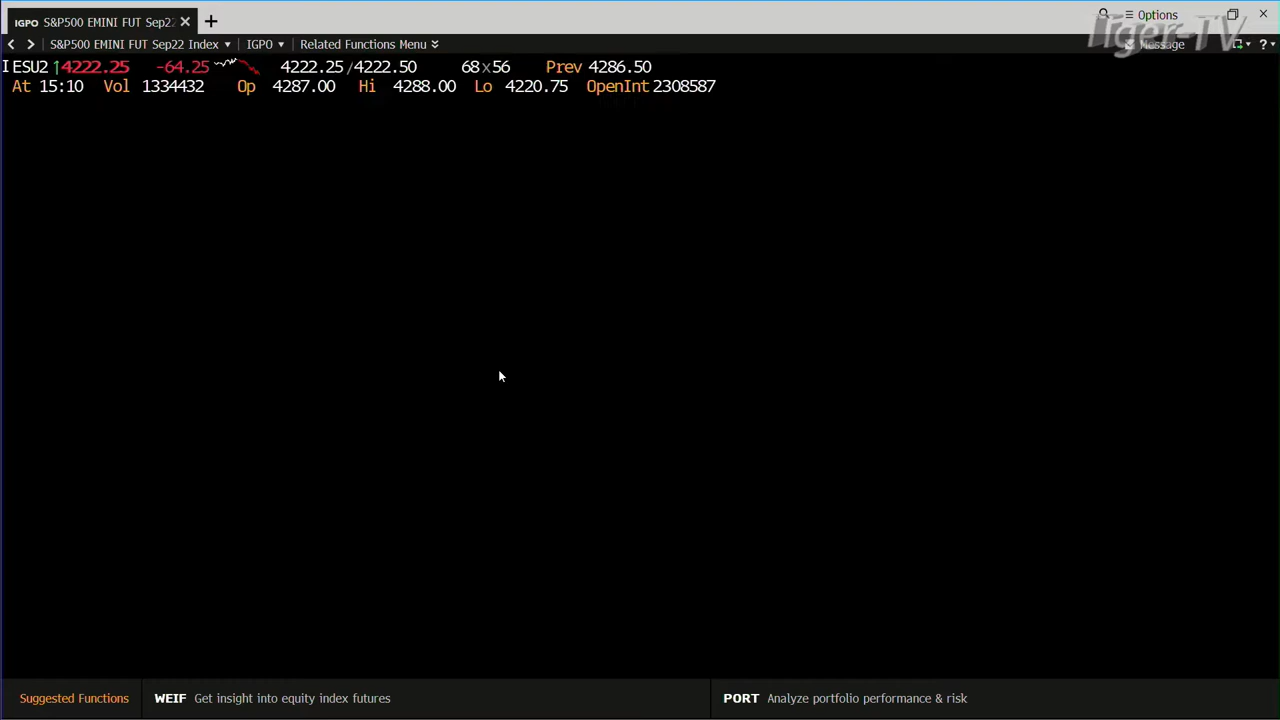 IGPO S&P500 EMINI FUT Sep22
Options
S&P500 EMINI FUT Sep22 Index IGPO Related Functions Menu Message ?
Tiger-TV
IESU2 ↑4222.25 -64.25 4222.25/4222.50 68x56 Prev 4286.50
At 15:10 Vol 1334432 Op 4287.00 Hi 4288.00 Lo 4220.75 OpenInt 2308587
Suggested Functions WEIF Get insight into equity index futures PORT Analyze portfolio performance & risk